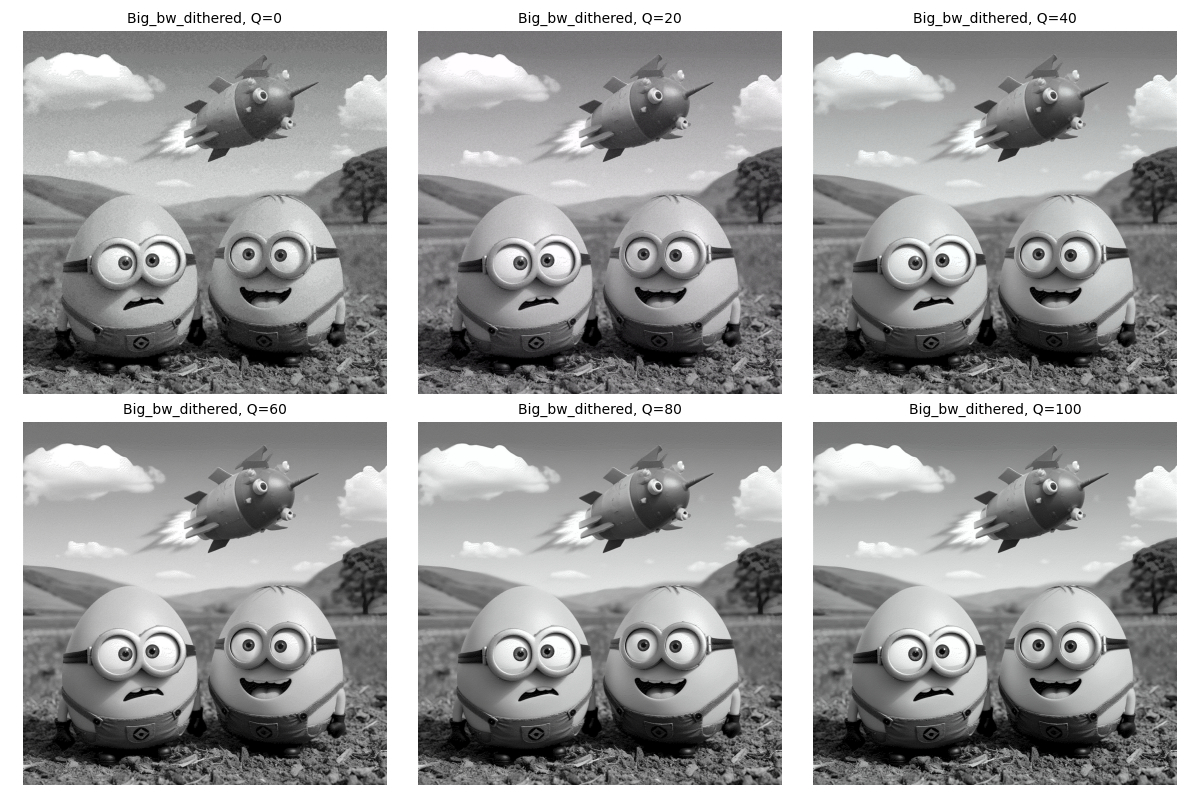 Big_bw_dithered, Q=0
Big_bw_dithered, Q=20
Big_bw_dithered, Q=40
Big_bw_dithered, Q=60
Big_bw_dithered, Q=80
Big_bw_dithered, Q=100